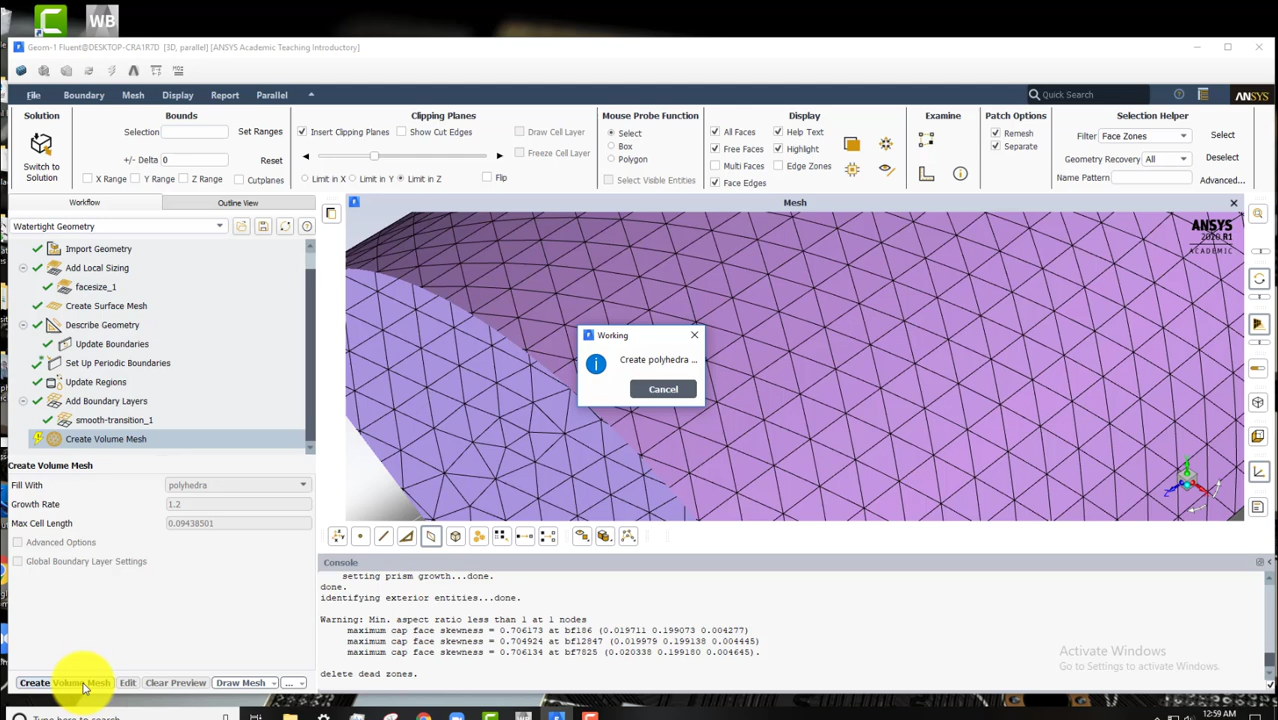 WB
Geom-1 Fluent@DESKTOP-CRA1R7D [3D, parallel] [ANSYS Academic Teaching Introductory]
File Boundary Mesh Display Report Parallel Quick Search ANSYS
Solution
Switch to
Solution
Bounds
Selection Set Ranges
+/- Delta 0 Reset
X Range Y Range Z Range Cutplanes
Clipping Planes
Insert Clipping Planes Show Cut Edges
Draw Cell Layer
Freeze Cell Layer
Limit in X Limit in Y Limit in Z Flip
Mouse Probe Function
Select
Box
Polygon
Select Visible Entities
Display
All Faces Help Text
Free Faces Highlight
Multi Faces Edge Zones
Face Edges
Examine
Patch Options
Remesh
Separate
Selection Helper
Filter Face Zones Select
Geometry Recovery All Deselect
Name Pattern Advanced...
Workflow Outline View
Watertight Geometry
Import Geometry
Add Local Sizing
facesize_1
Create Surface Mesh
Describe Geometry
Update Boundaries
Set Up Periodic Boundaries
Update Regions
Add Boundary Layers
smooth-transition_1
Create Volume Mesh
Create Volume Mesh
Fill With polyhedra
Growth Rate 1.2
Max Cell Length 0.09438501
Advanced Options
Global Boundary Layer Settings
Create Volume Mesh Edit Clear Preview Draw Mesh ...
Mesh
ANSYS
2020 R1
ACADEMIC
Working
Create polyhedra ...
Cancel
Z
Console
setting prism growth...done.
done.
identifying exterior entities...done.
Warning: Min. aspect ratio less than 1 at 1 nodes
maximum cap face skewness = 0.706173 at bf186 (0.019711 0.199073 0.004277)
maximum cap face skewness = 0.704924 at bf12847 (0.019979 0.199138 0.004441)
maximum cap face skewness = 0.706134 at bf7825 (0.020338 0.199180 0.004645).
delete dead zones.
Activate Windows
Go to Settings to activate Windows.
Type here to search
12:59 AM